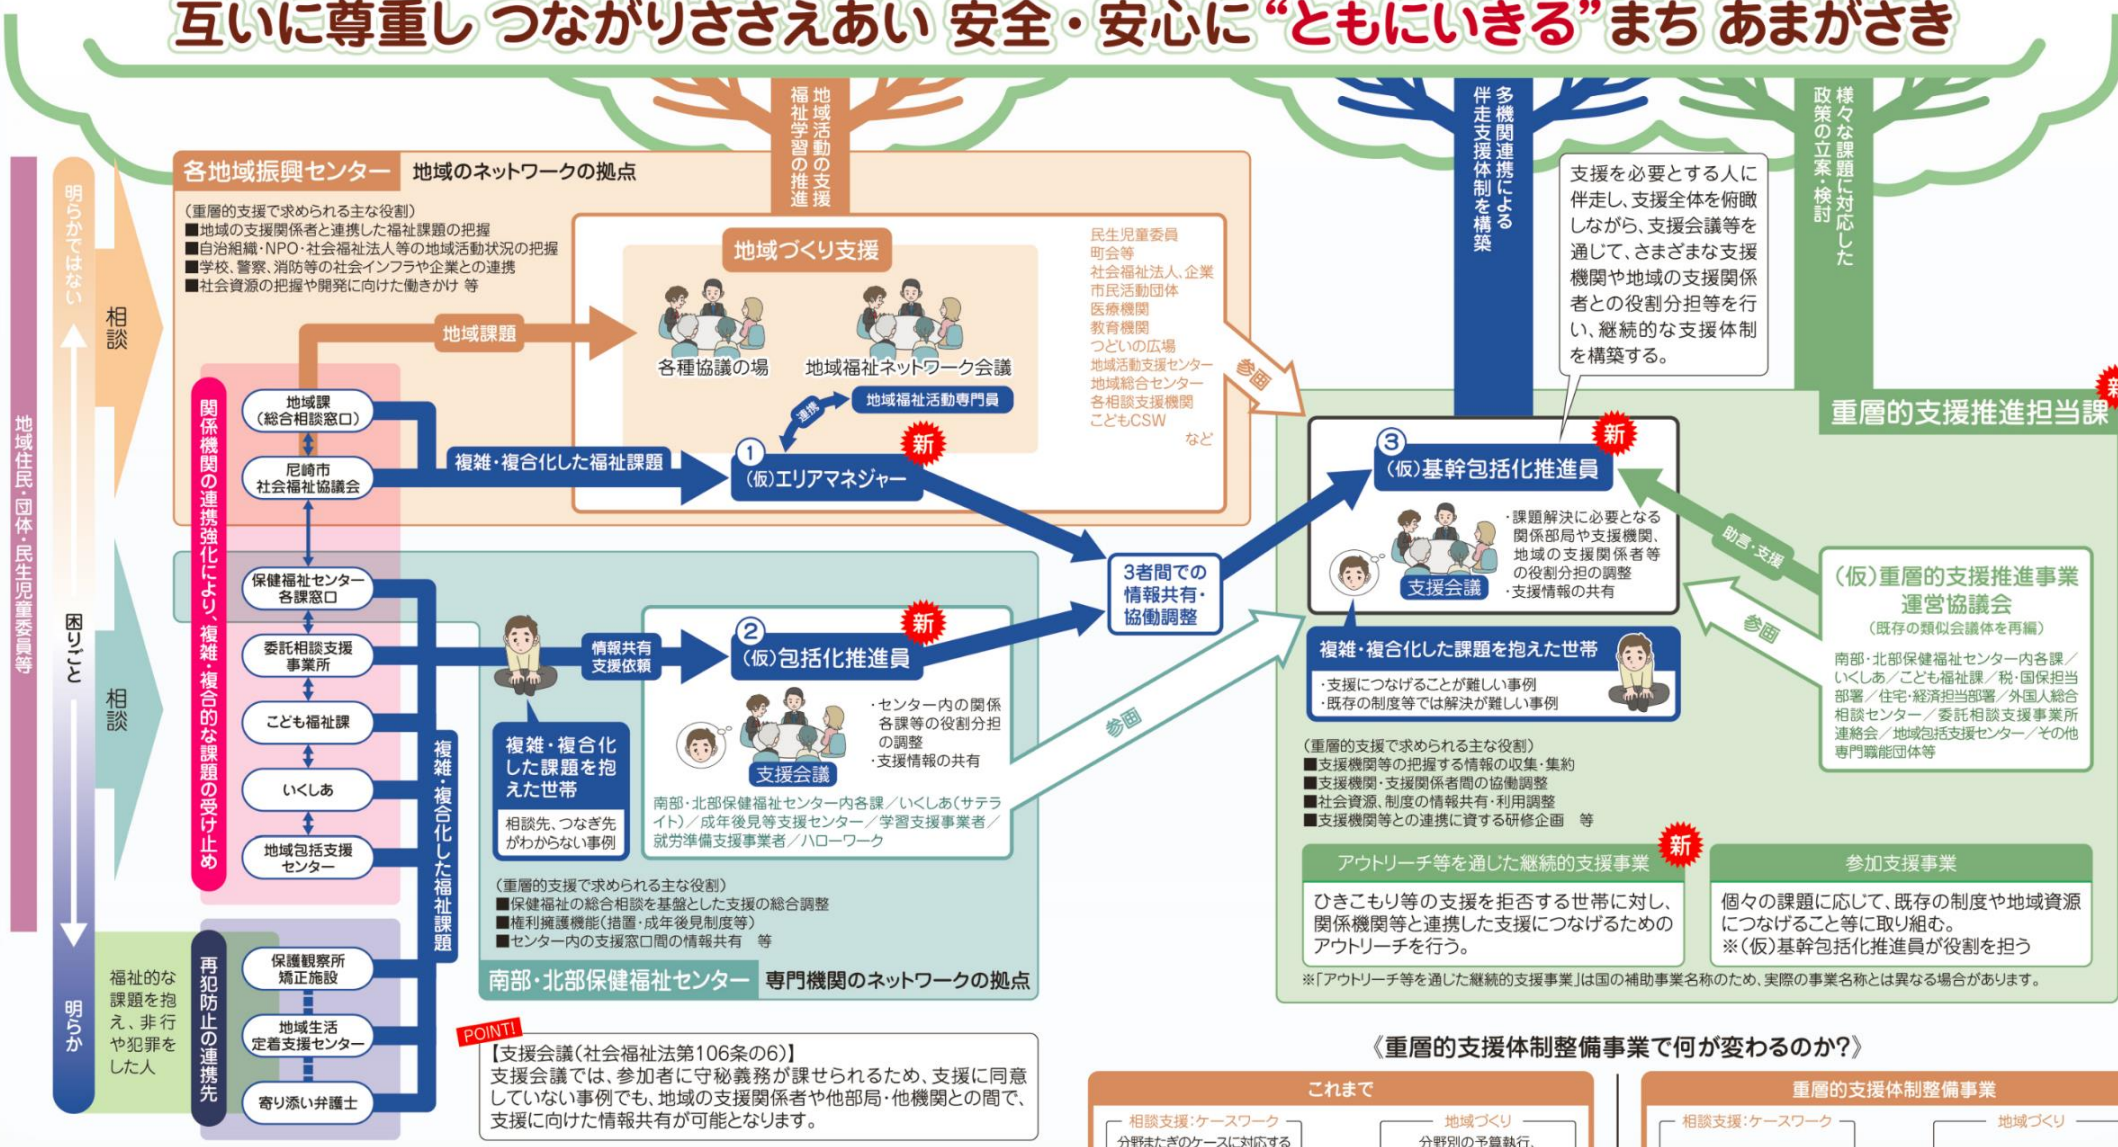 互いに尊重し つながりささえあい 安全・安心に“ともにいきる”まち あまがさき
地域活動の支援
福祉学習の推進
多機関連携による
伴走支援体制を構築
様々な課題に対応した
政策の立案・検討
地域住民・団体・民生児童委員等
明らかではない
困りごと
明らか
相談
相談
各地域振興センター 地域のネットワークの拠点
(重層的支援で求められる主な役割)
■地域の支援関係者と連携した福祉課題の把握
■自治組織・NPO・社会福祉法人等の地域活動状況の把握
■学校、警察、消防等の社会インフラや企業との連携
■社会資源の把握や開発に向けた働きかけ 等
地域づくり支援
各種協議の場
地域福祉ネットワーク会議
地域課題
連携
地域福祉活動専門員
民生児童委員
町会等
社会福祉法人、企業
市民活動団体
医療機関
教育機関
つどいの広場
地域活動支援センター
地域総合センター
各相談支援機関
こどもCSW
など
参画
関係機関の連携強化により、複雑・複合的な課題の受け止め
地域課
(総合相談窓口)
尼崎市
社会福祉協議会
保健福祉センター
各課窓口
委託相談支援
事業所
こども福祉課
いくしあ
地域包括支援
センター
複雑・複合化した福祉課題
①
(仮)エリアマネジャー
新
複雑・複合化した福祉課題
情報共有
支援依頼
②
(仮)包括化推進員
新
3者間での
情報共有・
協働調整
複雑・複合化
した課題を抱
えた世帯
相談先、つなぎ先
がわからない事例
支援会議
・センター内の関係
各課等の役割分担
の調整
・支援情報の共有
南部・北部保健福祉センター内各課/いくしあ(サテラ
イト)/成年後見等支援センター/学習支援事業者/
就労準備支援事業者/ハローワーク
参画
(重層的支援で求められる主な役割)
■保健福祉の総合相談を基盤とした支援の総合調整
■権利擁護機能(措置・成年後見制度等)
■センター内の支援窓口間の情報共有 等
南部・北部保健福祉センター 専門機関のネットワークの拠点
福祉的な
課題を抱
え、非行
や犯罪を
した人
再犯防止の連携先
保護観察所
矯正施設
地域生活
定着支援センター
寄り添い弁護士
POINT!
【支援会議(社会福祉法第106条の6)】
支援会議では、参加者に守秘義務が課せられるため、支援に同意
していない事例でも、地域の支援関係者や他部局・他機関との間で、
支援に向けた情報共有が可能となります。
支援を必要とする人に
伴走し、支援全体を俯瞰
しながら、支援会議等を
通じて、さまざまな支援
機関や地域の支援関係
者との役割分担等を行
い、継続的な支援体制
を構築する。
重層的支援推進担当課
③
(仮)基幹包括化推進員
新
支援会議
・課題解決に必要となる
関係部局や支援機関、
地域の支援関係者等
の役割分担の調整
・支援情報の共有
助言・支援
参画
(仮)重層的支援推進事業
運営協議会
(既存の類似会議体を再編)
南部・北部保健福祉センター内各課/
いくしあ/こども福祉課/税・国保担当
部署/住宅・経済担当部署/外国人総合
相談センター/委託相談支援事業所
連絡会/地域包括支援センター/その他
専門職能団体等
複雑・複合化した課題を抱えた世帯
・支援につなげることが難しい事例
・既存の制度等では解決が難しい事例
(重層的支援で求められる主な役割)
■支援機関等の把握する情報の収集・集約
■支援機関・支援関係者間の協働調整
■社会資源、制度の情報共有・利用調整
■支援機関等との連携に資する研修企画 等
アウトリーチ等を通じた継続的支援事業
新
ひきこもり等の支援を拒否する世帯に対し、
関係機関等と連携した支援につなげるための
アウトリーチを行う。
参加支援事業
個々の課題に応じて、既存の制度や地域資源
につなげること等に取り組む。
※(仮)基幹包括化推進員が役割を担う
※「アウトリーチ等を通じた継続的支援事業」は国の補助事業名称のため、実際の事業名称とは異なる場合があります。
《重層的支援体制整備事業で何が変わるのか?》
これまで
相談支援:ケースワーク
分野またぎのケースに対応する
地域づくり
分野別の予算執行、
重層的支援体制整備事業
相談支援:ケースワーク
地域づくり